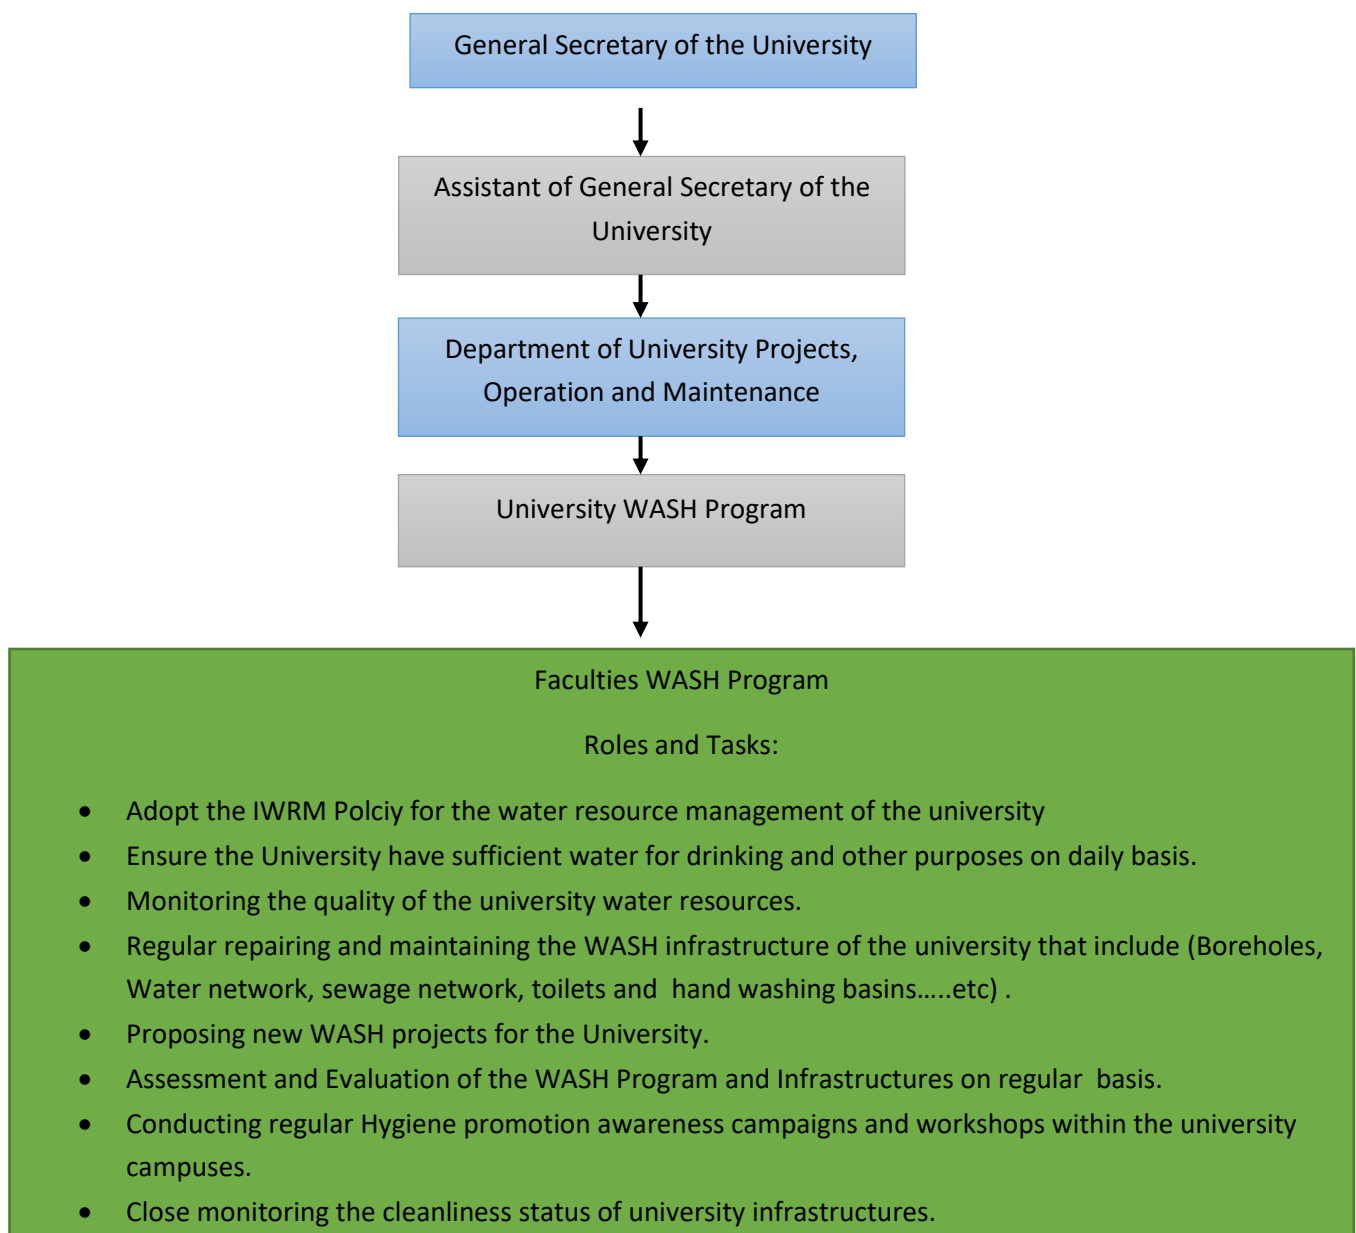 General Secretary of the University
Assistant of General Secretary of the
University
Department of University Projects,
Operation and Maintenance
University WASH Program
Faculties WASH Program
Roles and Tasks:
• Adopt the IWRM Polciy for the water resource management of the university
• Ensure the University have sufficient water for drinking and other purposes on daily basis.
• Monitoring the quality of the university water resources.
• Regular repairing and maintaining the WASH infrastructure of the university that include (Boreholes,
Water network, sewage network, toilets and  hand washing basins…..etc) .
• Proposing new WASH projects for the University.
• Assessment and Evaluation of the WASH Program and Infrastructures on regular  basis.
• Conducting regular Hygiene promotion awareness campaigns and workshops within the university
campuses.
• Close monitoring the cleanliness status of university infrastructures.